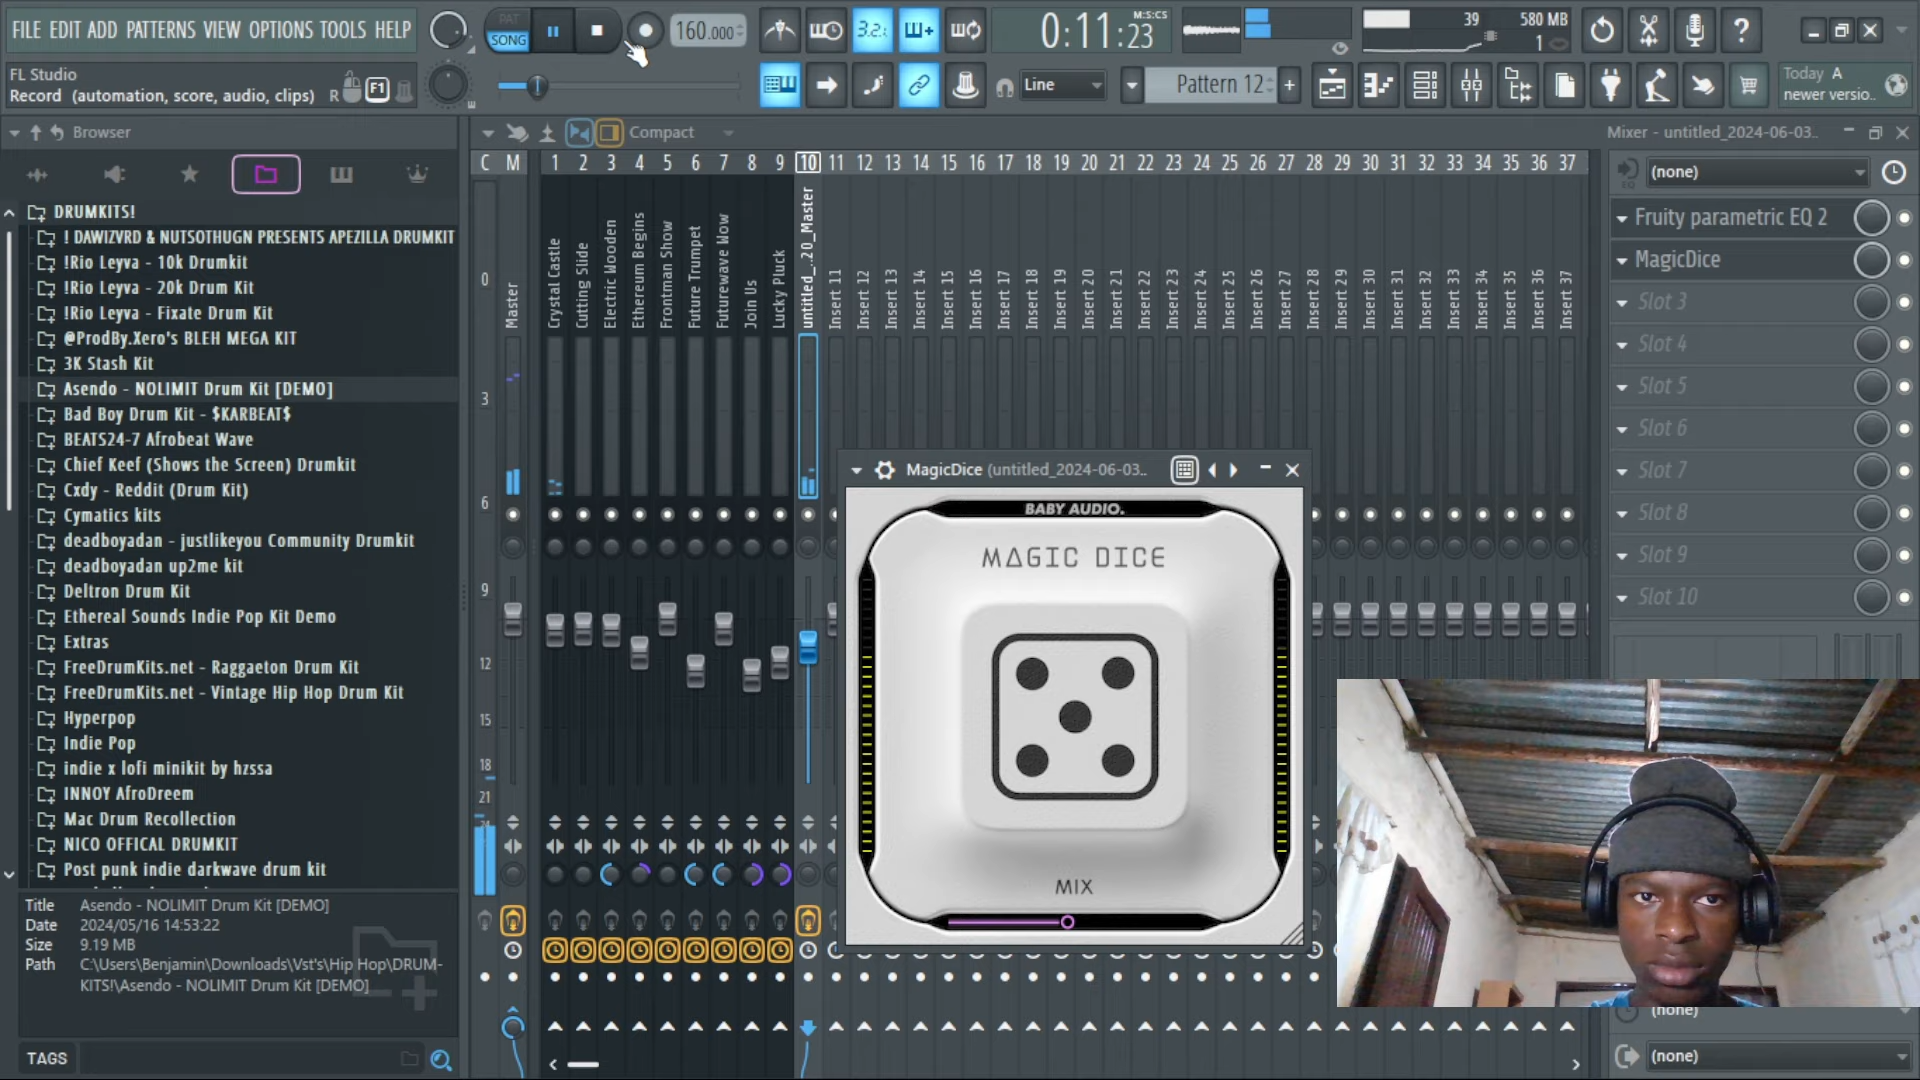 FILE EDIT ADD PATTERNS VIEW OPTIONS TOOLS HELP
PAT
SONG
160.000
3.2:
0:11:23
M:S:CS
39
580 MB
1
FL Studio
Record (automation, score, audio, clips) R F1
Line
Pattern 12
Today A
newer versio..
Browser
Compact
Mixer - untitled_2024-06-03..
C M 1 2 3 4 5 6 7 8 9 10 11 12 13 14 15 16 17 18 19 20 21 22 23 24 25 26 27 28 29 30 31 32 33 34 35 36 37
DRUMKITS!
! DAWIZVRD & NUTSOTHUGN PRESENTS APEZILLA DRUMKIT
!Rio Leyva - 10k Drumkit
!Rio Leyva - 20k Drum Kit
!Rio Leyva - Fixate Drum Kit
@ProdBy.Xero's BLEH MEGA KIT
3K Stash Kit
Asendo - NOLIMIT Drum Kit [DEMO]
Bad Boy Drum Kit - $KARBEAT$
BEATS24-7 Afrobeat Wave
Chief Keef (Shows the Screen) Drumkit
Cxdy - Reddit (Drum Kit)
Cymatics kits
deadboyadan - justlikeyou Community Drumkit
deadboyadan up2me kit
Deltron Drum Kit
Ethereal Sounds Indie Pop Kit Demo
Extras
FreeDrumKits.net - Raggaeton Drum Kit
FreeDrumKits.net - Vintage Hip Hop Drum Kit
Hyperpop
Indie Pop
indie x lofi minikit by hzssa
INNOY AfroDreem
Mac Drum Recollection
NICO OFFICAL DRUMKIT
Post punk indie darkwave drum kit
Title Asendo - NOLIMIT Drum Kit [DEMO]
Date 2024/05/16 14:53:22
Size 9.19 MB
Path C:\Users\Benjamin\Downloads\Vst's\Hip Hop\DRUM-
KITS!\Asendo - NOLIMIT Drum Kit [DEMO]
TAGS
0
3
6
9
12
15
18
21
Master
Crystal Castle
Cutting Slide
Electric Wooden
Ethereum Begins
Frontman Show
Future Trumpet
Futurewave Wow
Join Us
Lucky Pluck
untitled_..20_Master
Insert 11
Insert 12
Insert 13
Insert 14
Insert 15
Insert 16
Insert 17
Insert 18
Insert 19
Insert 20
Insert 21
Insert 22
Insert 23
Insert 24
Insert 25
Insert 26
Insert 27
Insert 28
Insert 29
Insert 30
Insert 31
Insert 32
Insert 33
Insert 34
Insert 35
Insert 36
Insert 37
MagicDice (untitled_2024-06-03..
BABY AUDIO.
MAGIC DICE
MIX
(none)
EQ
Fruity parametric EQ 2
MagicDice
Slot 3
Slot 4
Slot 5
Slot 6
Slot 7
Slot 8
Slot 9
Slot 10
(none)
(none)